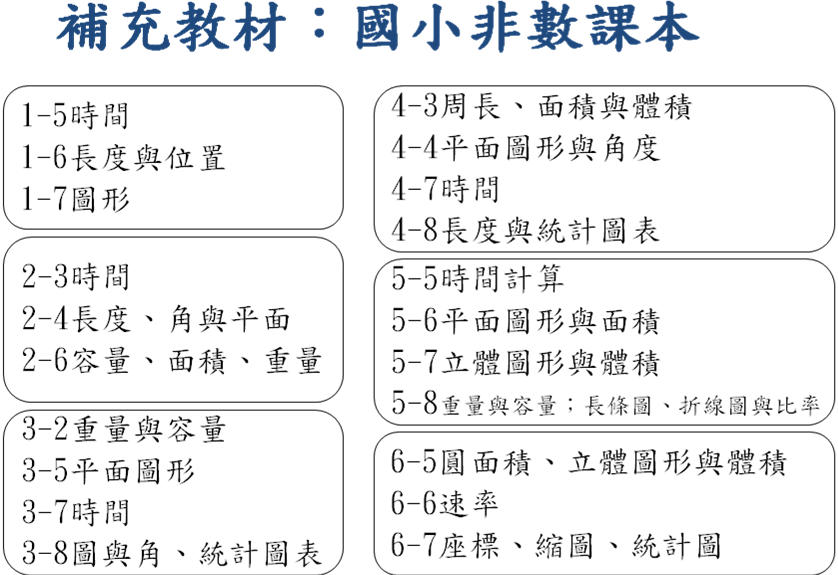 補充教材：國小非數課本
1-5時間
1-6長度與位置
1-7圖形
2-3時間
2-4長度、角與平面
2-6容量、面積、重量
3-2重量與容量
3-5平面圖形
3-7時間
3-8圖與角、統計圖表
4-3周長、面積與體積
4-4平面圖形與角度
4-7時間
4-8長度與統計圖表
5-5時間計算
5-6平面圖形與面積
5-7立體圖形與體積
5-8重量與容量；長條圖、折線圖與比率
6-5圓面積、立體圖形與體積
6-6速率
6-7座標、縮圖、統計圖